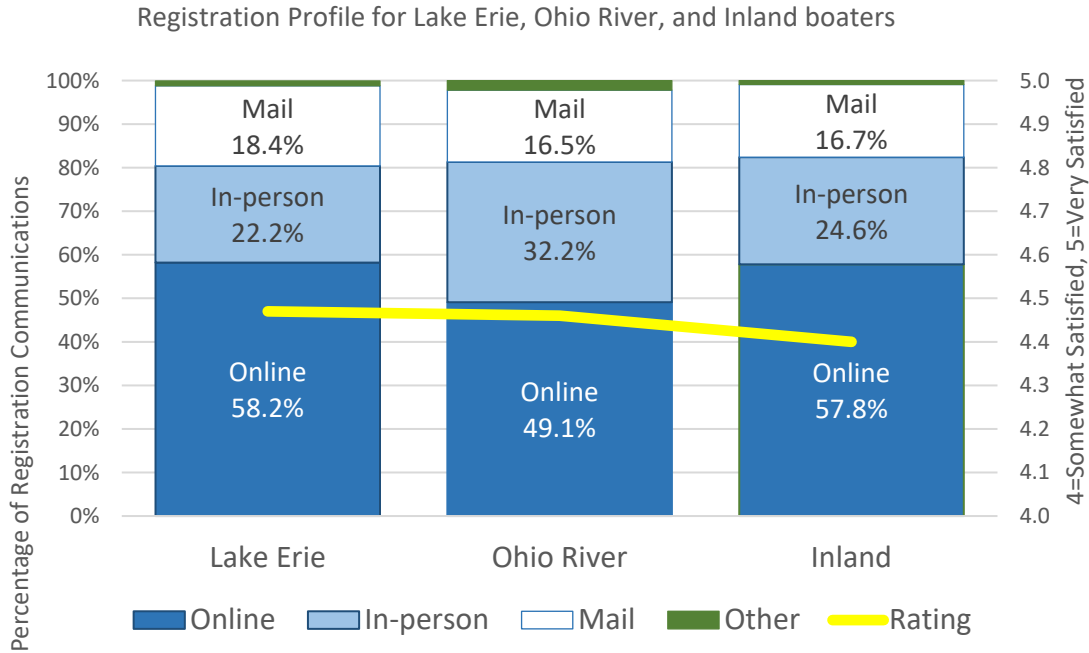 Registration Profile for Lake Erie, Ohio River, and Inland boaters
Percentage of Registration Communications
100%
90%
80%
70%
60%
50%
40%
30%
20%
10%
0%
Mail
18.4%
In-person
22.2%
Online
58.2%
Mail
16.5%
In-person
32.2%
Online
49.1%
Mail
16.7%
In-person
24.6%
Online
57.8%
5.0
4.9
4.8
4.7
4.6
4.5
4.4
4.3
4.2
4.1
4.0
4=Somewhat Satisfied, 5=Very Satisfied
Lake Erie
Ohio River
Inland
Online
In-person
Mail
Other
Rating